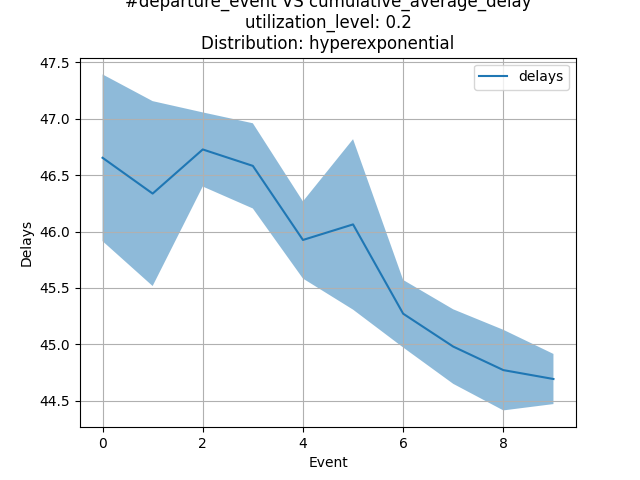 #departure_event VS cumulative_average_delay
utilization_level: 0.2
Distribution: hyperexponential
47.5
delays
47.0
46.5
46.0
45.5
45.0
44.5
Delays
0 2 4 6 8
Event